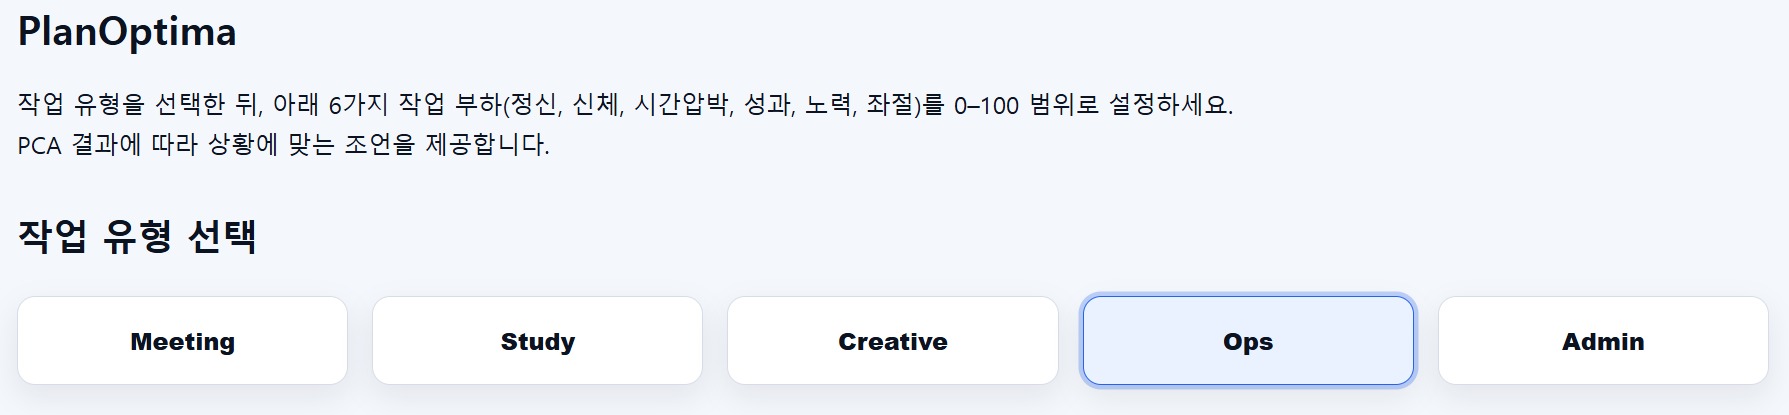 PlanOptima
작업 유형을 선택한 뒤, 아래 6가지 작업 부하(정신, 신체, 시간압박, 성과, 노력, 좌절)를 0–100 범위로 설정하세요.
PCA 결과에 따라 상황에 맞는 조언을 제공합니다.
작업 유형 선택
Meeting
Study
Creative
Ops
Admin